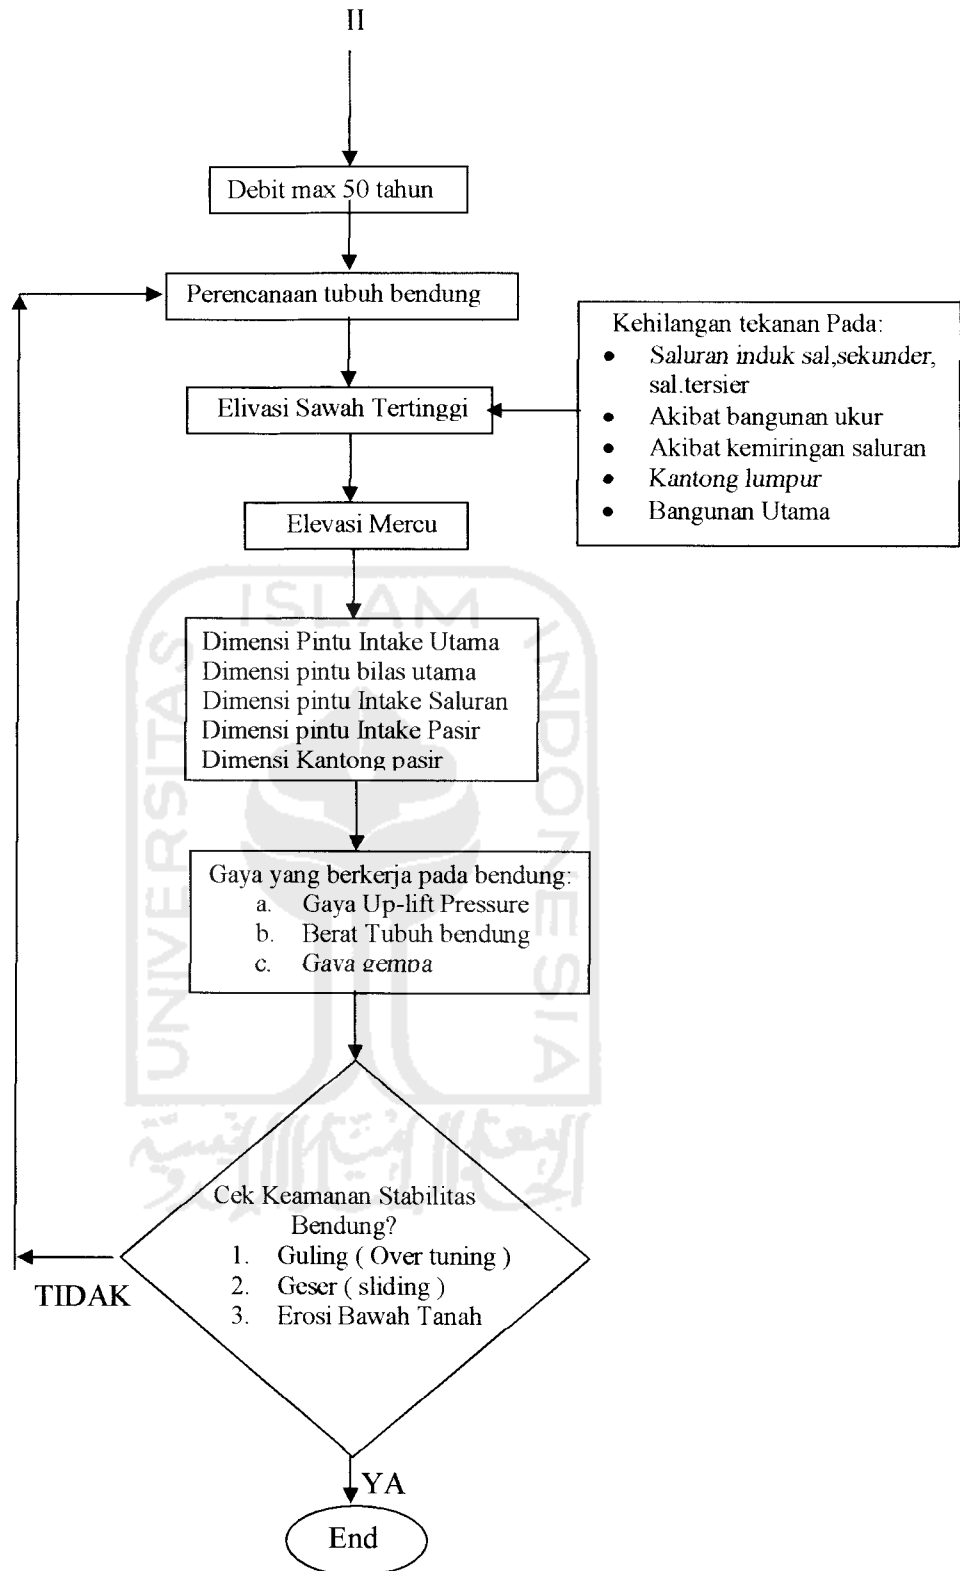 II
Debit max 50 tahun
Perencanaan tubuh bendung
Kehilangan tekanan Pada:
• Saluran induk sal,sekunder,
sal.tersier
• Akibat bangunan ukur
• Akibat kemiringan saluran
• Kantong lumpur
• Bangunan Utama
Elivasi Sawah Tertinggi
Elevasi Mercu
ISLAM
UNIVERSITAS
INDONESIA
Dimensi Pintu Intake Utama
Dimensi pintu bilas utama
Dimensi pintu Intake Saluran
Dimensi pintu Intake Pasir
Dimensi Kantong pasir
Gaya yang berkerja pada bendung:
a. Gaya Up-lift Pressure
b. Berat Tubuh bendung
c. Gaya gempa
Cek Keamanan Stabilitas
Bendung?
1. Guling ( Over tuning )
2. Geser ( sliding )
3. Erosi Bawah Tanah
TIDAK
YA
End